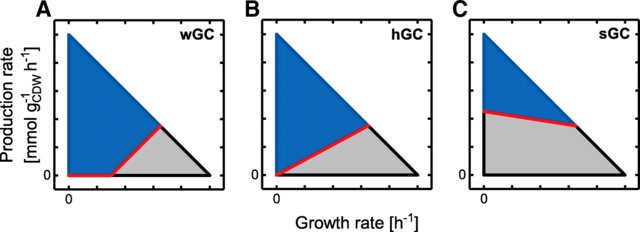 A
wGC
B
hGC
C
sGC
Production rate
[mmol g⁻¹CDW h⁻¹]
0
0
0
0
0
0
Growth rate [h⁻¹]